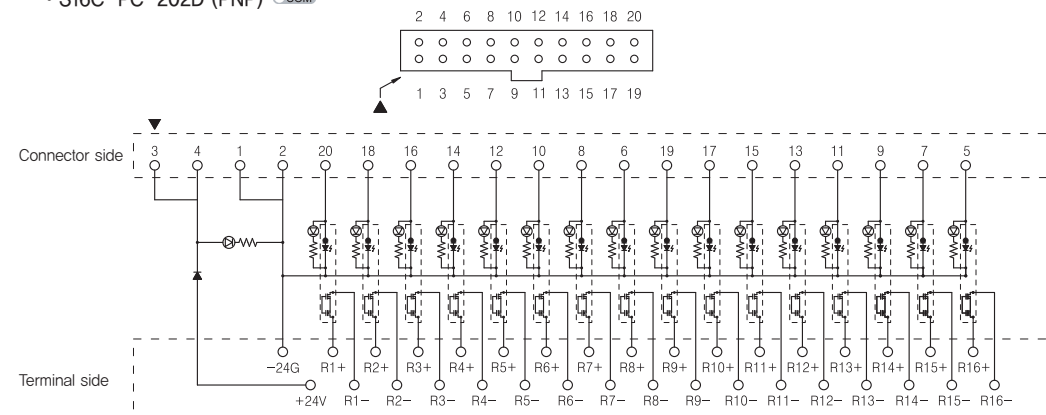 • S16C-PC-202D (PNP)
2 4 6 8 10 12 14 16 18 20
1 3 5 7 9 11 13 15 17 19
Connector side 3 4 1 2 20 18 16 14 12 10 8 6 19 17 15 13 11 9 7 5
-24G R1+ R2+ R3+ R4+ R5+ R6+ R7+ R8+ R9+ R10+ R11+ R12+ R13+ R14+ R15+ R16+
Terminal side
+24V R1- R2- R3- R4- R5- R6- R7- R8- R9- R10- R11- R12- R13- R14- R15- R16-